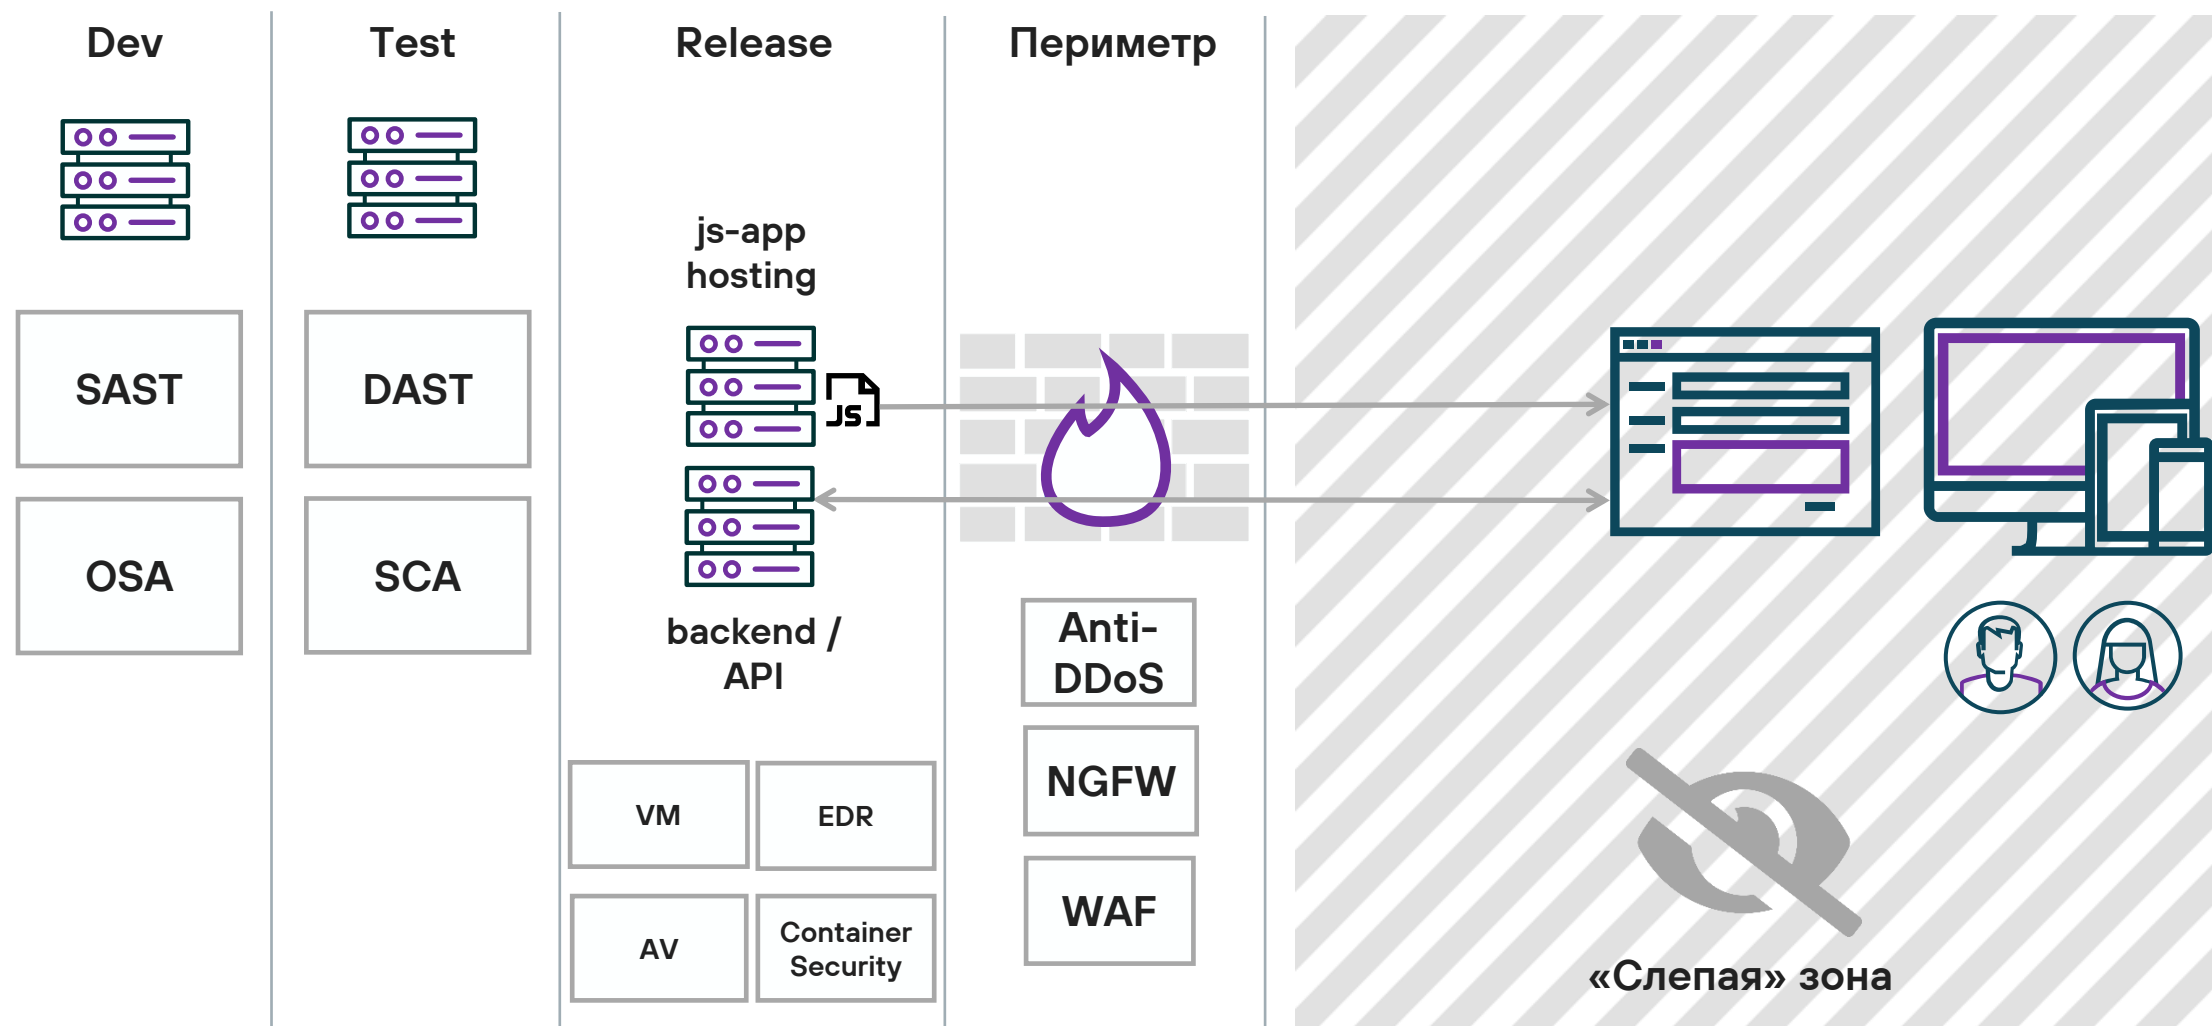 Dev
Test
Release
Периметр
js-app
hosting
JS
SAST
DAST
OSA
SCA
backend /
API
Anti-
DDoS
NGFW
WAF
VM
EDR
AV
Container
Security
«Слепая» зона